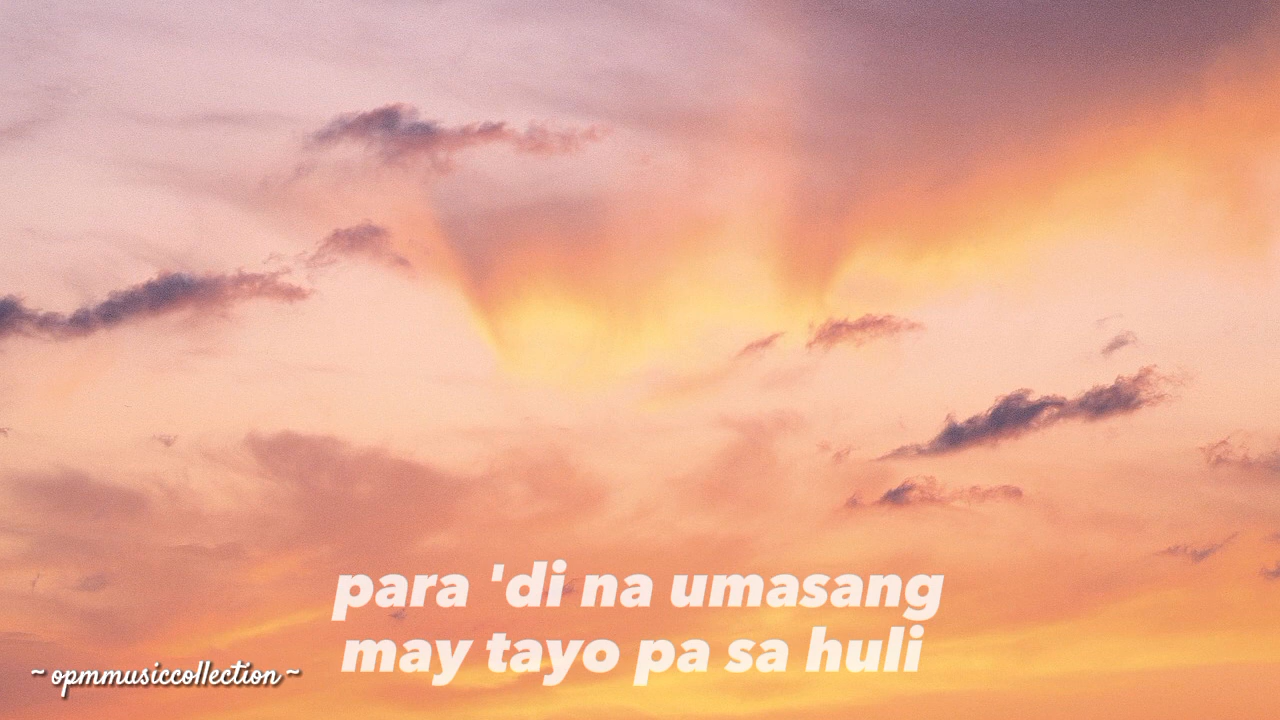 para 'di na umasang
may tayo pa sa huli
~ opmmusiccollection ~